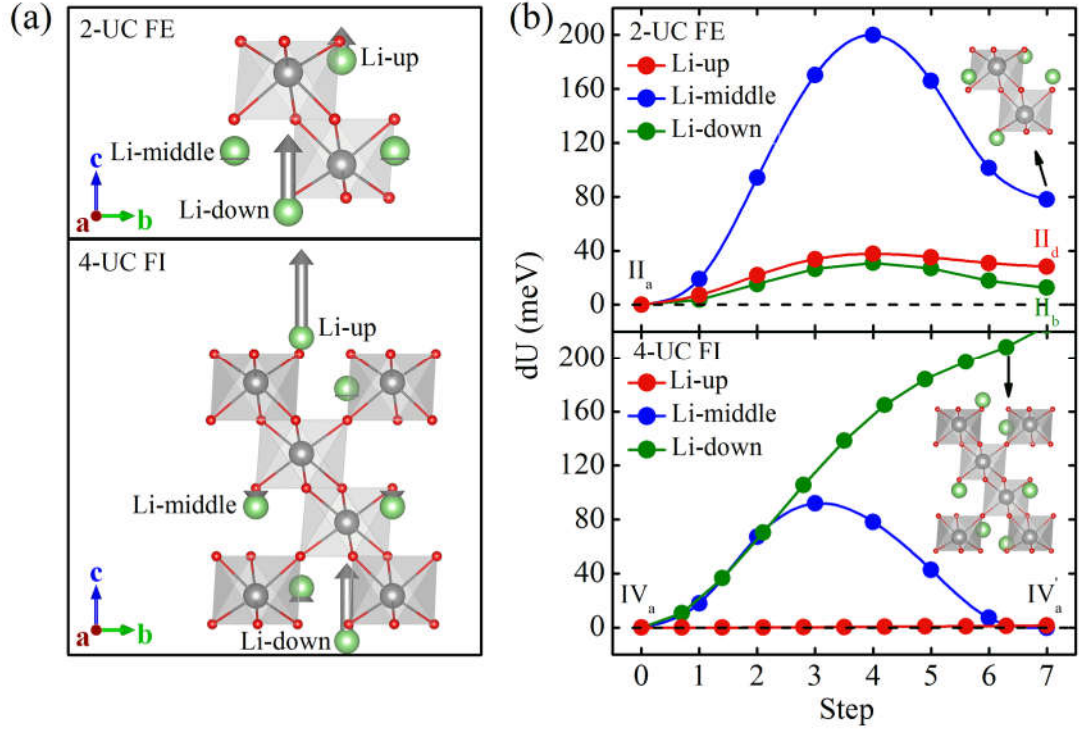 (a)
2-UC FE
Li-up
Li-middle
Li-down
c
a
b
4-UC FI
Li-up
Li-middle
Li-down
c
a
b
(b)
dU (meV)
2-UC FE
Li-up
Li-middle
Li-down
200
160
120
80
40
0
II a
II d
II b
4-UC FI
Li-up
Li-middle
Li-down
200
160
120
80
40
0
IV a
IV ' a
0 1 2 3 4 5 6 7
Step